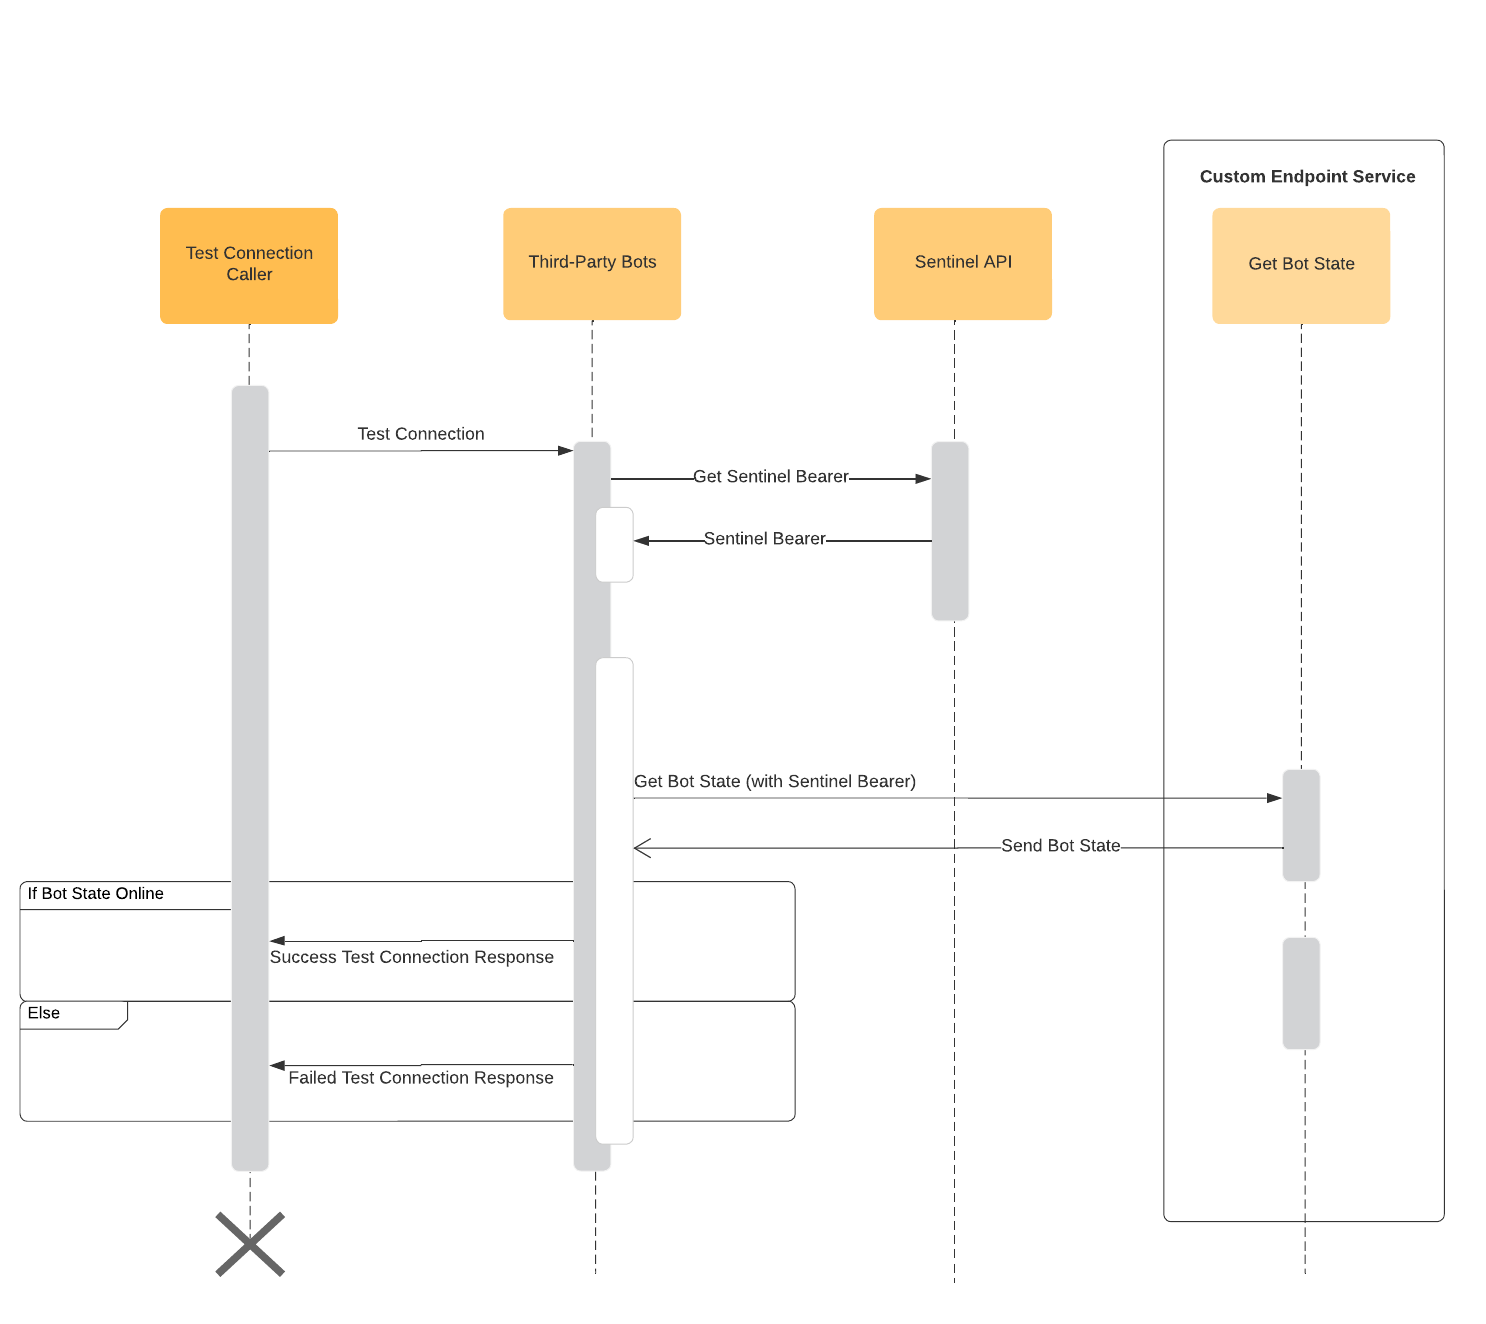 Custom Endpoint Service
Test Connection
Caller
Third-Party Bots
Sentinel API
Get Bot State
Test Connection
Get Sentinel Bearer
Sentinel Bearer
Get Bot State (with Sentinel Bearer)
Send Bot State
If Bot State Online
Success Test Connection Response
Else
Failed Test Connection Response